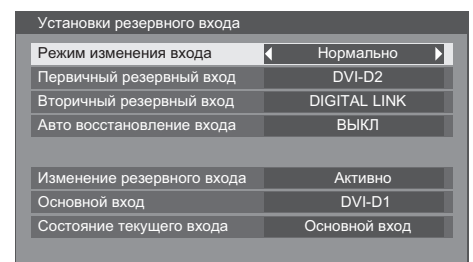 Установки резервного входа
Режим изменения входа Нормально
Первичный резервный вход DVI-D2
Вторичный резервный вход DIGITAL LINK
Авто восстановление входа ВЫКЛ
Изменение резервного входа Активно
Основной вход DVI-D1
Состояние текущего входа Основной вход